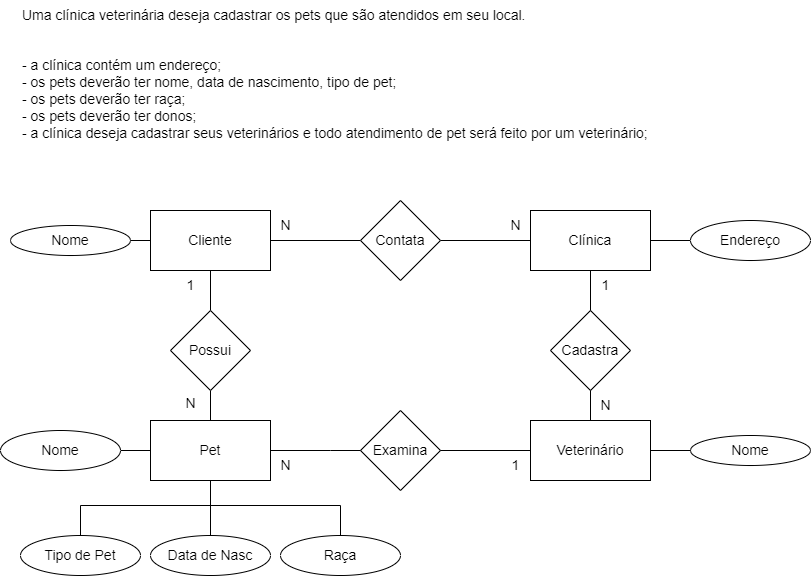 Uma clínica veterinária deseja cadastrar os pets que são atendidos em seu local.
- a clínica contém um endereço;
- os pets deverão ter nome, data de nascimento, tipo de pet;
- os pets deverão ter raça;
- os pets deverão ter donos;
- a clínica deseja cadastrar seus veterinários e todo atendimento de pet será feito por um veterinário;
N
N
Nome
Cliente
Contata
Clínica
Endereço
1
1
Possui
Cadastra
N
N
Nome
Pet
Examina
Veterinário
Nome
N
1
Tipo de Pet
Data de Nasc
Raça